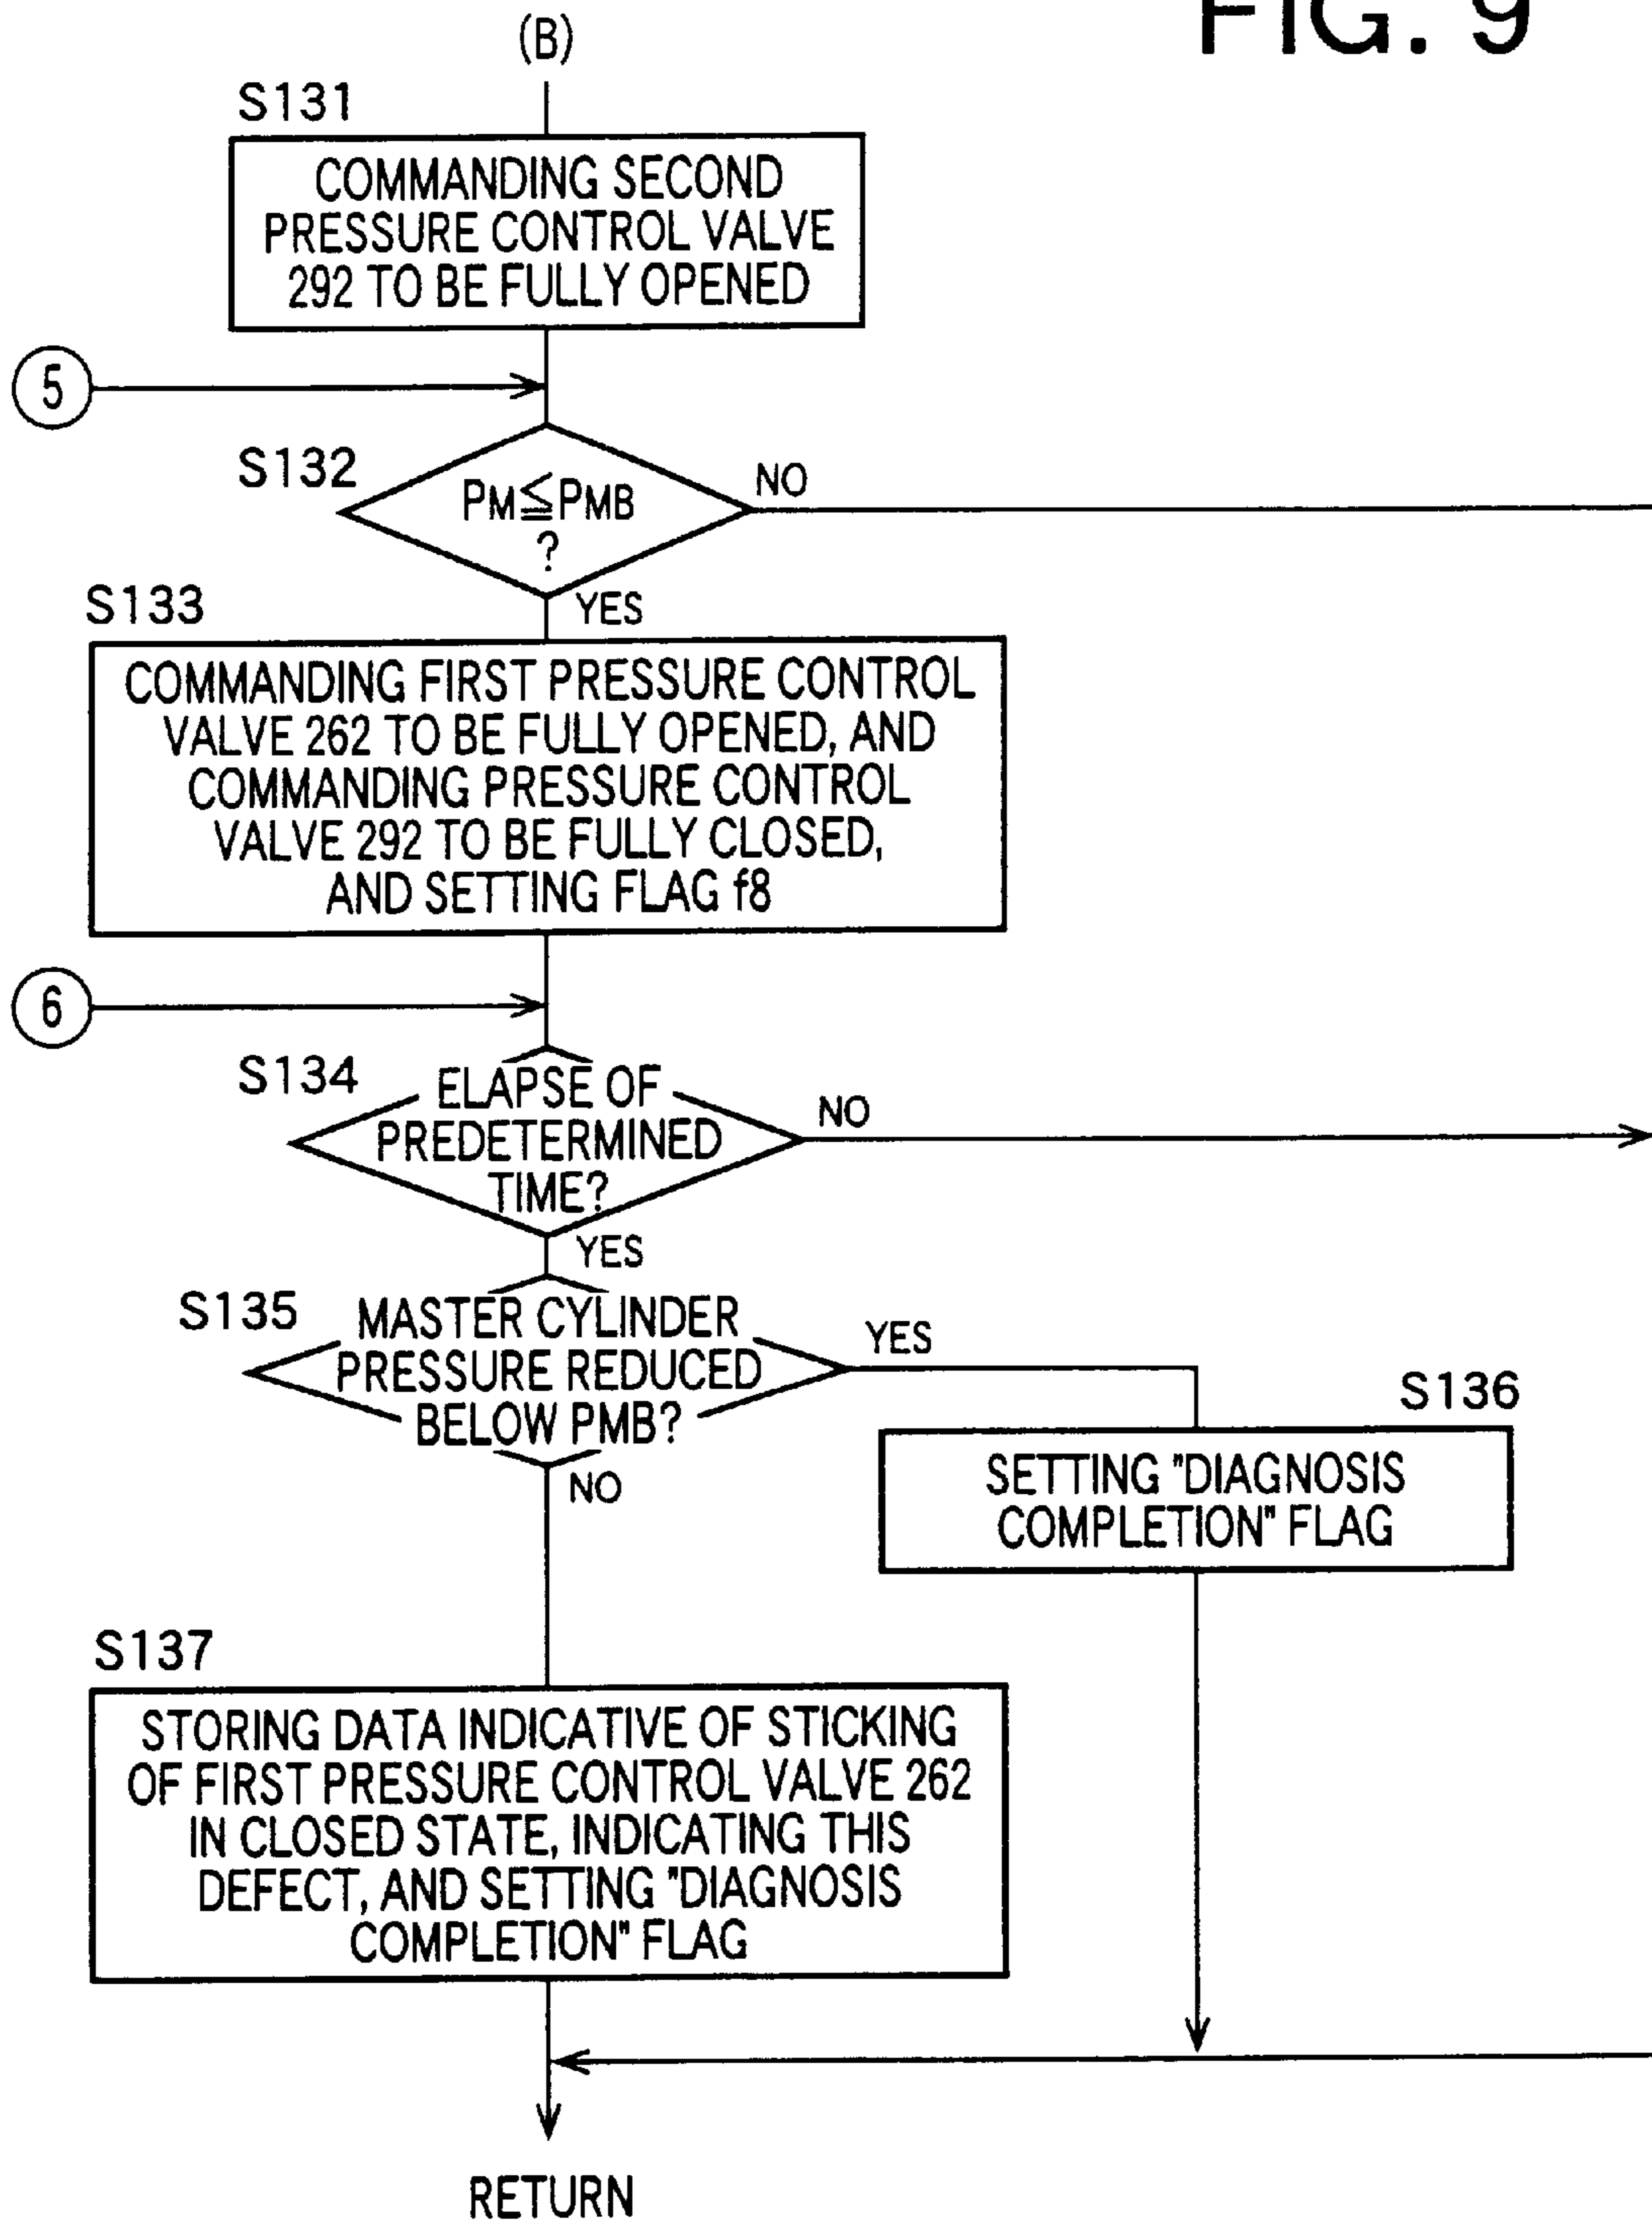 FIG. 9
(B)
S131
COMMANDING SECOND
PRESSURE CONTROL VALVE
292 TO BE FULLY OPENED
5
S132
PM≦PMB
?
NO
YES
S133
COMMANDING FIRST PRESSURE CONTROL
VALVE 262 TO BE FULLY OPENED, AND
COMMANDING PRESSURE CONTROL
VALVE 292 TO BE FULLY CLOSED,
AND SETTING FLAG f8
6
S134
ELAPSE OF
PREDETERMINED
TIME?
NO
YES
S135
MASTER CYLINDER
PRESSURE REDUCED
BELOW PMB?
YES
NO
S136
SETTING "DIAGNOSIS
COMPLETION" FLAG
S137
STORING DATA INDICATIVE OF STICKING
OF FIRST PRESSURE CONTROL VALVE 262
IN CLOSED STATE, INDICATING THIS
DEFECT, AND SETTING "DIAGNOSIS
COMPLETION" FLAG
RETURN